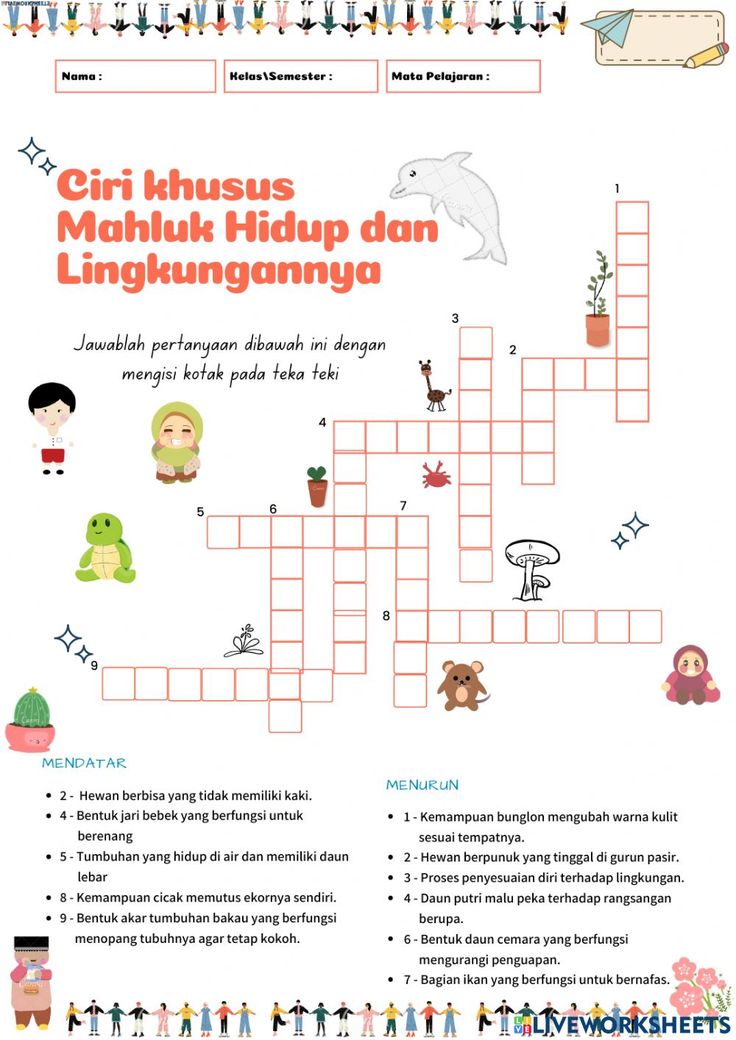 Nama :
Kelas\Semester :
Mata Pelajaran :
Ciri khusus
Mahluk Hidup dan
Lingkungannya
Jawablah pertanyaan dibawah ini dengan
mengisi kotak pada teka teki
1
3
2
4
5
6
7
8
9
MENDATAR
• 2 - Hewan berbisa yang tidak memiliki kaki.
• 4 - Bentuk jari bebek yang berfungsi untuk
berenang
• 5 - Tumbuhan yang hidup di air dan memiliki daun
lebar
• 8 - Kemampuan cicak memutus ekornya sendiri.
• 9 - Bentuk akar tumbuhan bakau yang berfungsi
menopang tubuhnya agar tetap kokoh.
MENURUN
• 1 - Kemampuan bunglon mengubah warna kulit
sesuai tempatnya.
• 2 - Hewan berpunuk yang tinggal di gurun pasir.
• 3 - Proses penyesuaian diri terhadap lingkungan.
• 4 - Daun putri malu peka terhadap rangsangan
berupa.
• 6 - Bentuk daun cemara yang berfungsi
mengurangi penguapan.
• 7 - Bagian ikan yang berfungsi untuk bernafas.
LIVE LIVEWORKSHEETS